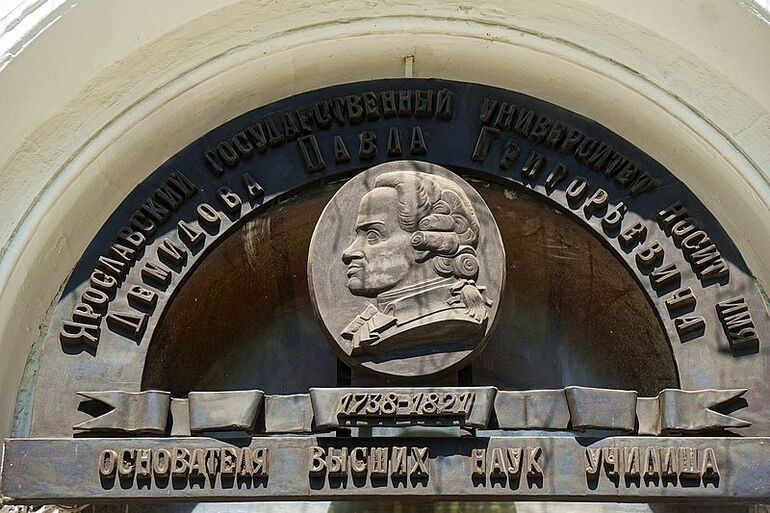 Ярославский государственный университет носит имя
Демидова Павла Григорьевича
1738-1821
основателя высших наук училища